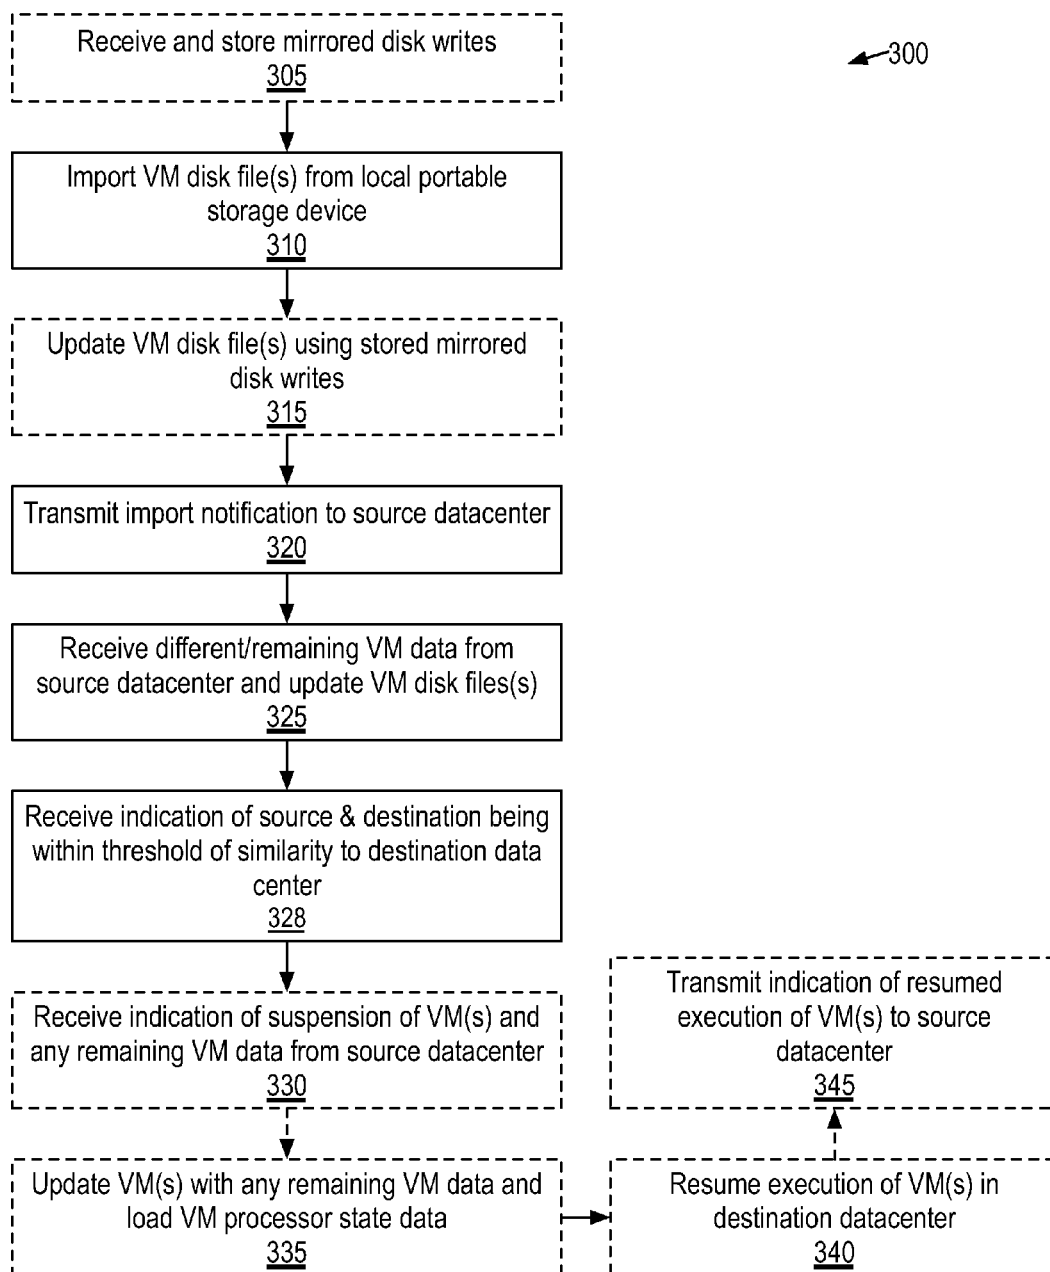 Receive and store mirrored disk writes
305
300
Import VM disk file(s) from local portable
storage device
310
Update VM disk file(s) using stored mirrored
disk writes
315
Transmit import notification to source datacenter
320
Receive different/remaining VM data from
source datacenter and update VM disk files(s)
325
Receive indication of source & destination being
within threshold of similarity to destination data
center
328
Receive indication of suspension of VM(s) and
any remaining VM data from source datacenter
330
Update VM(s) with any remaining VM data and
load VM processor state data
335
Resume execution of VM(s) in
destination datacenter
340
Transmit indication of resumed
execution of VM(s) to source
datacenter
345